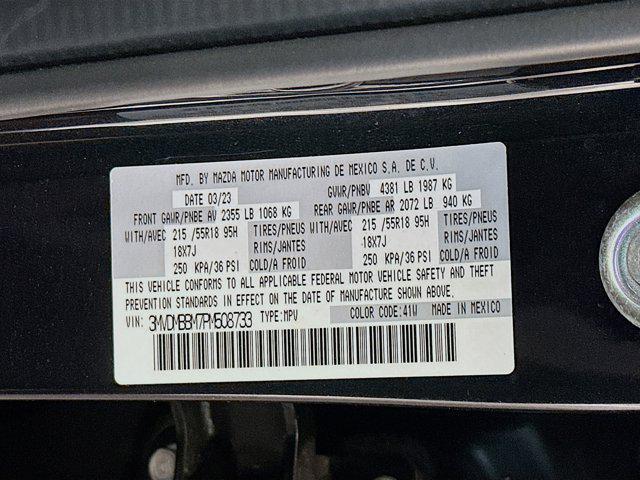 MFD. BY MAZDA MOTOR MANUFACTURING DE MEXICO S.A. DE C.V.
DATE 03/23 GVWR/PNBV 4381 LB 1987 KG
FRONT GAWR/PNBE AV 2355 LB 1068 KG REAR GAWR/PNBE AR 2072 LB 940 KG
WITH/AVEC 215 /55R18 95H TIRES/PNEUS WITH/AVEC 215 /55R18 95H TIRES/PNEUS
18X7J RIMS/JANTES 18X7J RIMS/JANTES
250 KPA/36 PSI COLD/A FROID 250 KPA/36 PSI COLD/A FROID
THIS VEHICLE CONFORMS TO ALL APPLICABLE FEDERAL MOTOR VEHICLE SAFETY AND THEFT
PREVENTION STANDARDS IN EFFECT ON THE DATE OF MANUFACTURE SHOWN ABOVE.
VIN: 3MVDMBBM7PM508733 TYPE:MPV COLOR CODE:41W MADE IN MEXICO